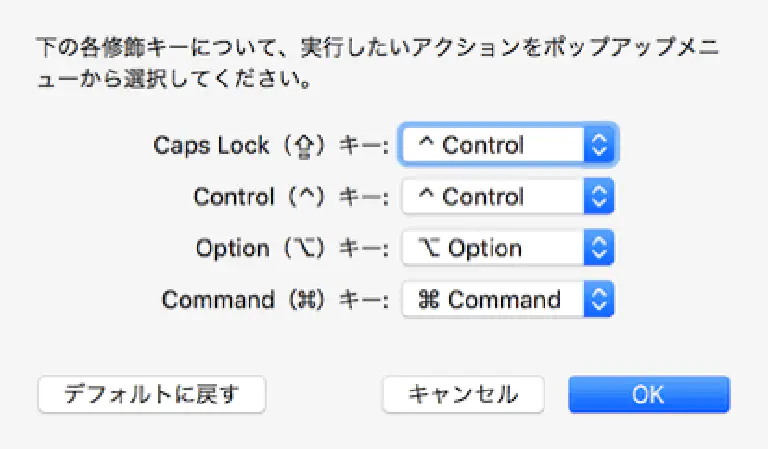 下の各修飾キーについて、実行したいアクションをポップアップメニ
ューから選択してください。
Caps Lock（⇪）キー: ^ Control
Control（^）キー: ^ Control
Option（⌥）キー: ⌥ Option
Command（⌘）キー: ⌘ Command
デフォルトに戻す キャンセル OK